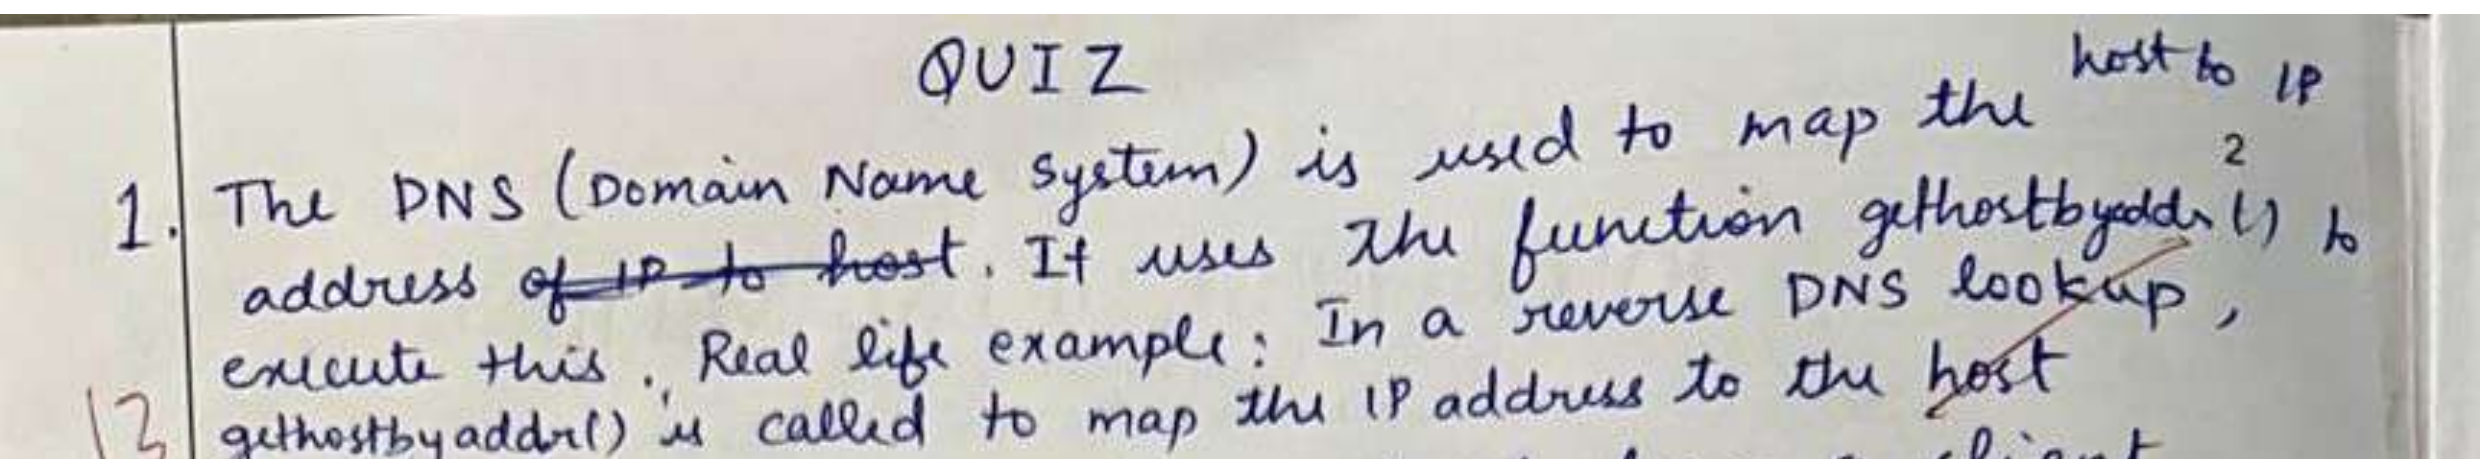 QUIZ
1. The DNS (Domain Name System) is used to map the host to IP
2
address of IP to host. It uses the function gethostbyaddr() to
execute this. Real life example: In a reverse DNS lookup,
13
gethostbyaddr() is called to map the IP address to the host
client